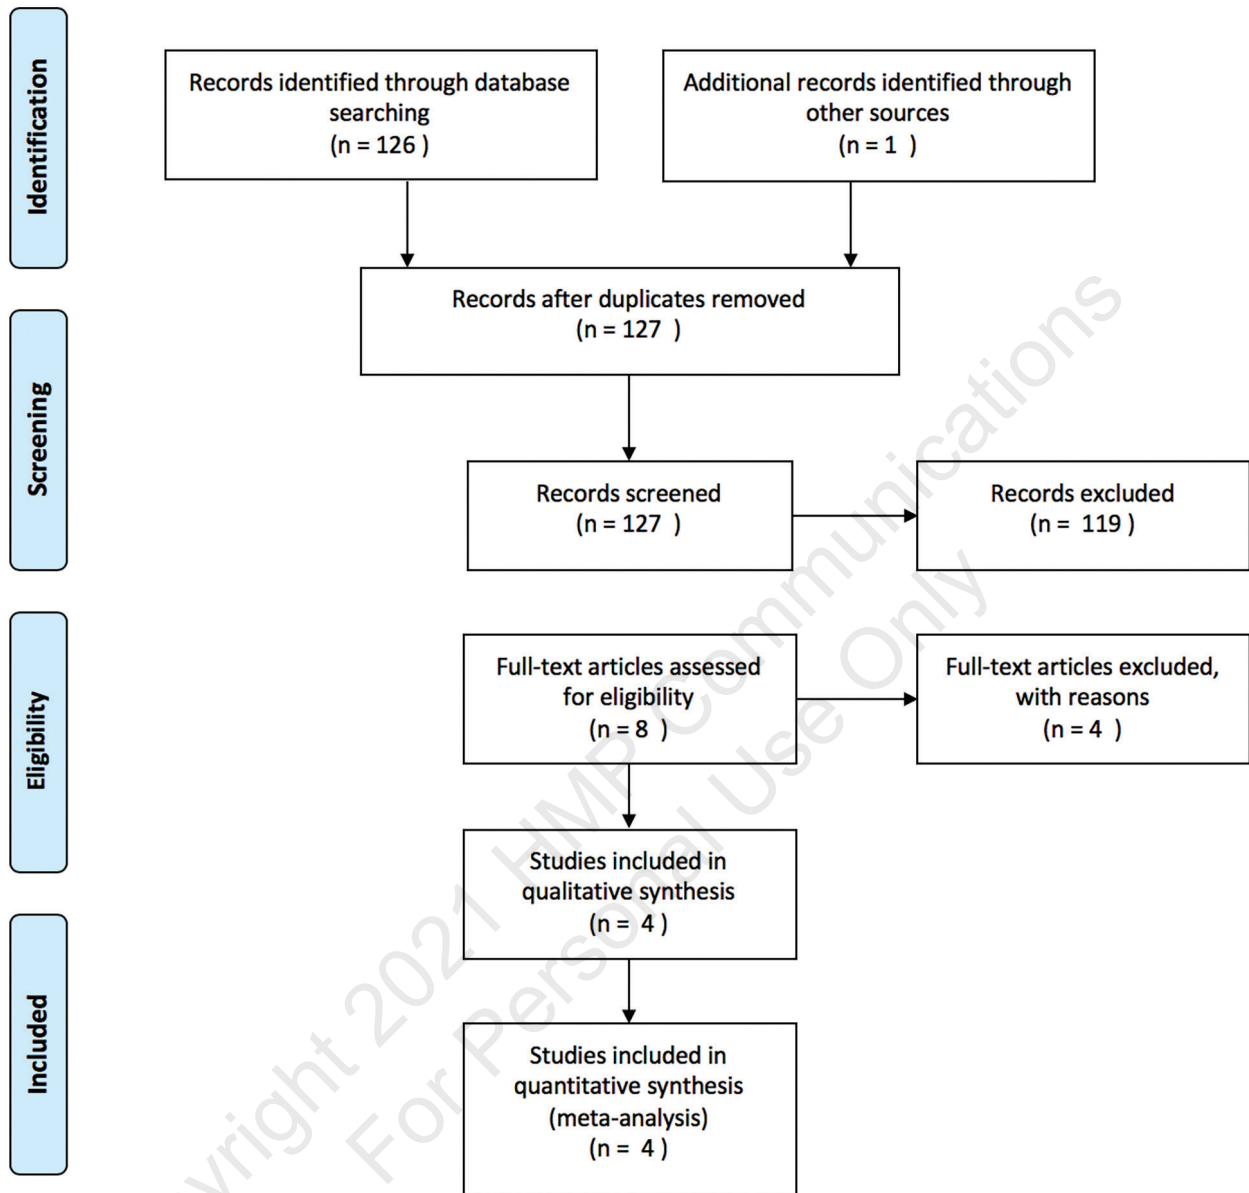 Identification
Records identified through database
searching
(n = 126 )
Additional records identified through
other sources
(n = 1 )
Records after duplicates removed
(n = 127 )
Screening
Records screened
(n = 127 )
Records excluded
(n = 119 )
Eligibility
Full-text articles assessed
for eligibility
(n = 8 )
Full-text articles excluded,
with reasons
(n = 4 )
Studies included in
qualitative synthesis
(n = 4 )
Included
Studies included in
quantitative synthesis
(meta-analysis)
(n = 4 )
yright 2021 HMP Communications
For Personal Use Only